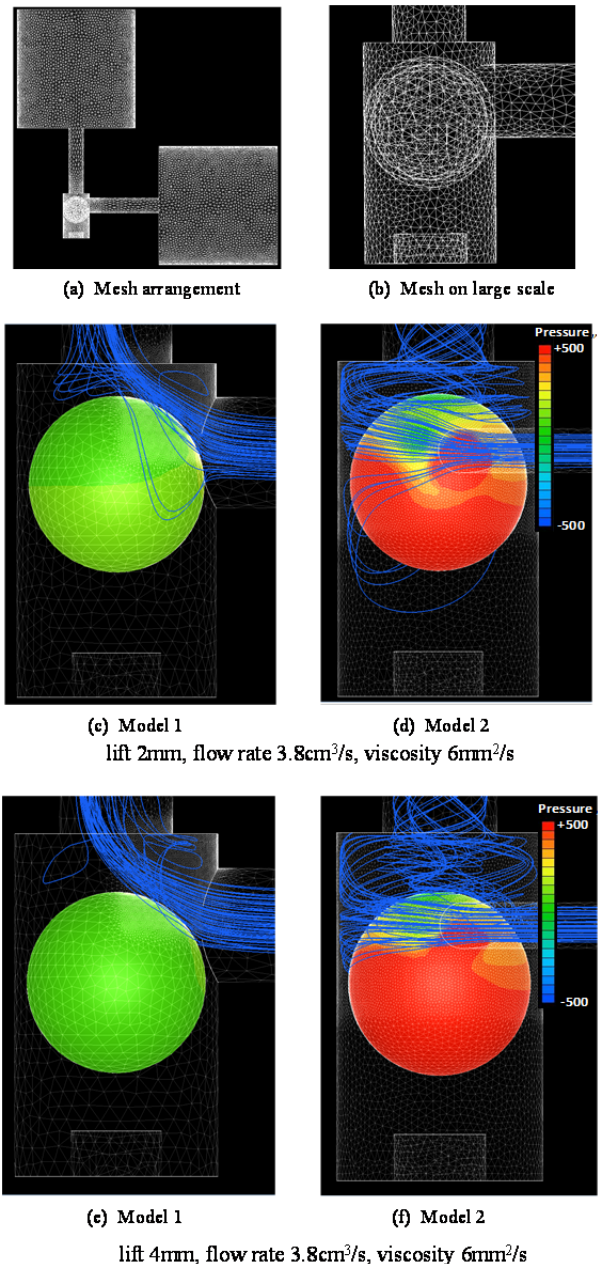 (a) Mesh arrangement
(b) Mesh on large scale
Pressure
+500
-500
(c) Model 1
(d) Model 2
lift 2mm, flow rate 3.8cm³/s, viscosity 6mm²/s
Pressure
+500
-500
(e) Model 1
(f) Model 2
lift 4mm, flow rate 3.8cm³/s, viscosity 6mm²/s